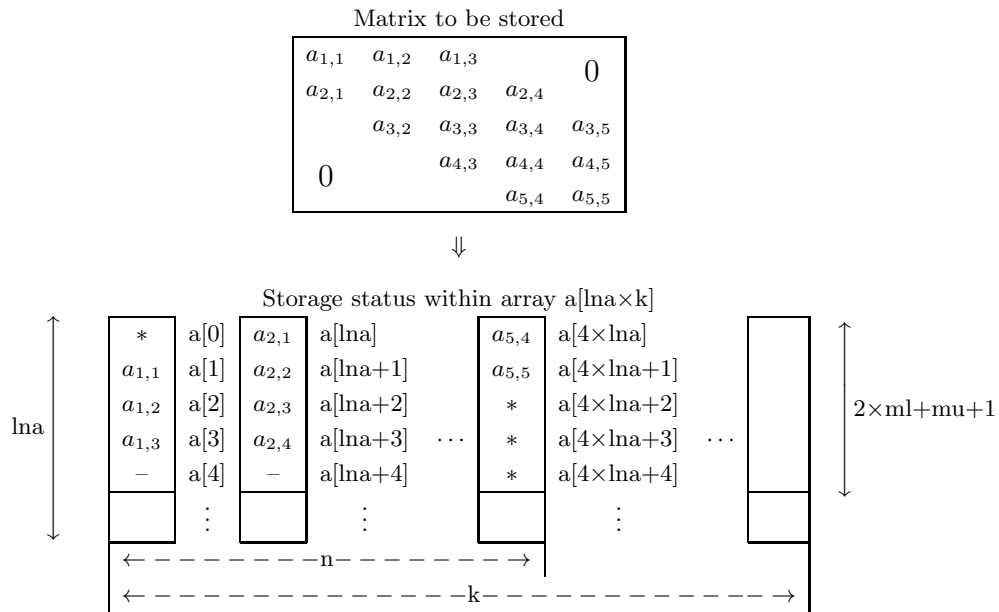 Matrix to be stored
a1,1 a1,2 a1,3 0
a2,1 a2,2 a2,3 a2,4
a3,2 a3,3 a3,4 a3,5
0 a4,3 a4,4 a4,5
a5,4 a5,5
⇓
Storage status within array a[lna×k]
* a[0] a2,1 a[lna] a5,4 a[4×lna]
a1,1 a[1] a2,2 a[lna+1] a5,5 a[4×lna+1]
a1,2 a[2] a2,3 a[lna+2] * a[4×lna+2] 2×ml+mu+1
lna a1,3 a[3] a2,4 a[lna+3] ⋯ * a[4×lna+3] ⋯
– a[4] – a[lna+4] * a[4×lna+4]
⋮ ⋮ ⋮
n
k